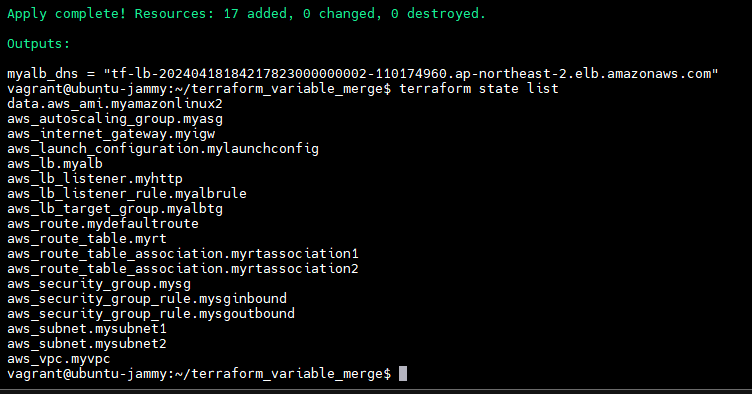 Apply complete! Resources: 17 added, 0 changed, 0 destroyed.
Outputs:
myalb_dns = "tf-lb-20240418184217823000000002-110174960.ap-northeast-2.elb.amazonaws.com"
vagrant@ubuntu-jammy:~/terraform_variable_merge$ terraform state list
data.aws_ami.myamazonlinux2
aws_autoscaling_group.myasg
aws_internet_gateway.myigw
aws_launch_configuration.mylaunchconfig
aws_lb.myalb
aws_lb_listener.myhttp
aws_lb_listener_rule.myalbrule
aws_lb_target_group.myalbtg
aws_route.mydefaultroute
aws_route_table.myrt
aws_route_table_association.myrtassociation1
aws_route_table_association.myrtassociation2
aws_security_group.mysg
aws_security_group_rule.mysginbound
aws_security_group_rule.mysgoutbound
aws_subnet.mysubnet1
aws_subnet.mysubnet2
aws_vpc.myvpc
vagrant@ubuntu-jammy:~/terraform_variable_merge$